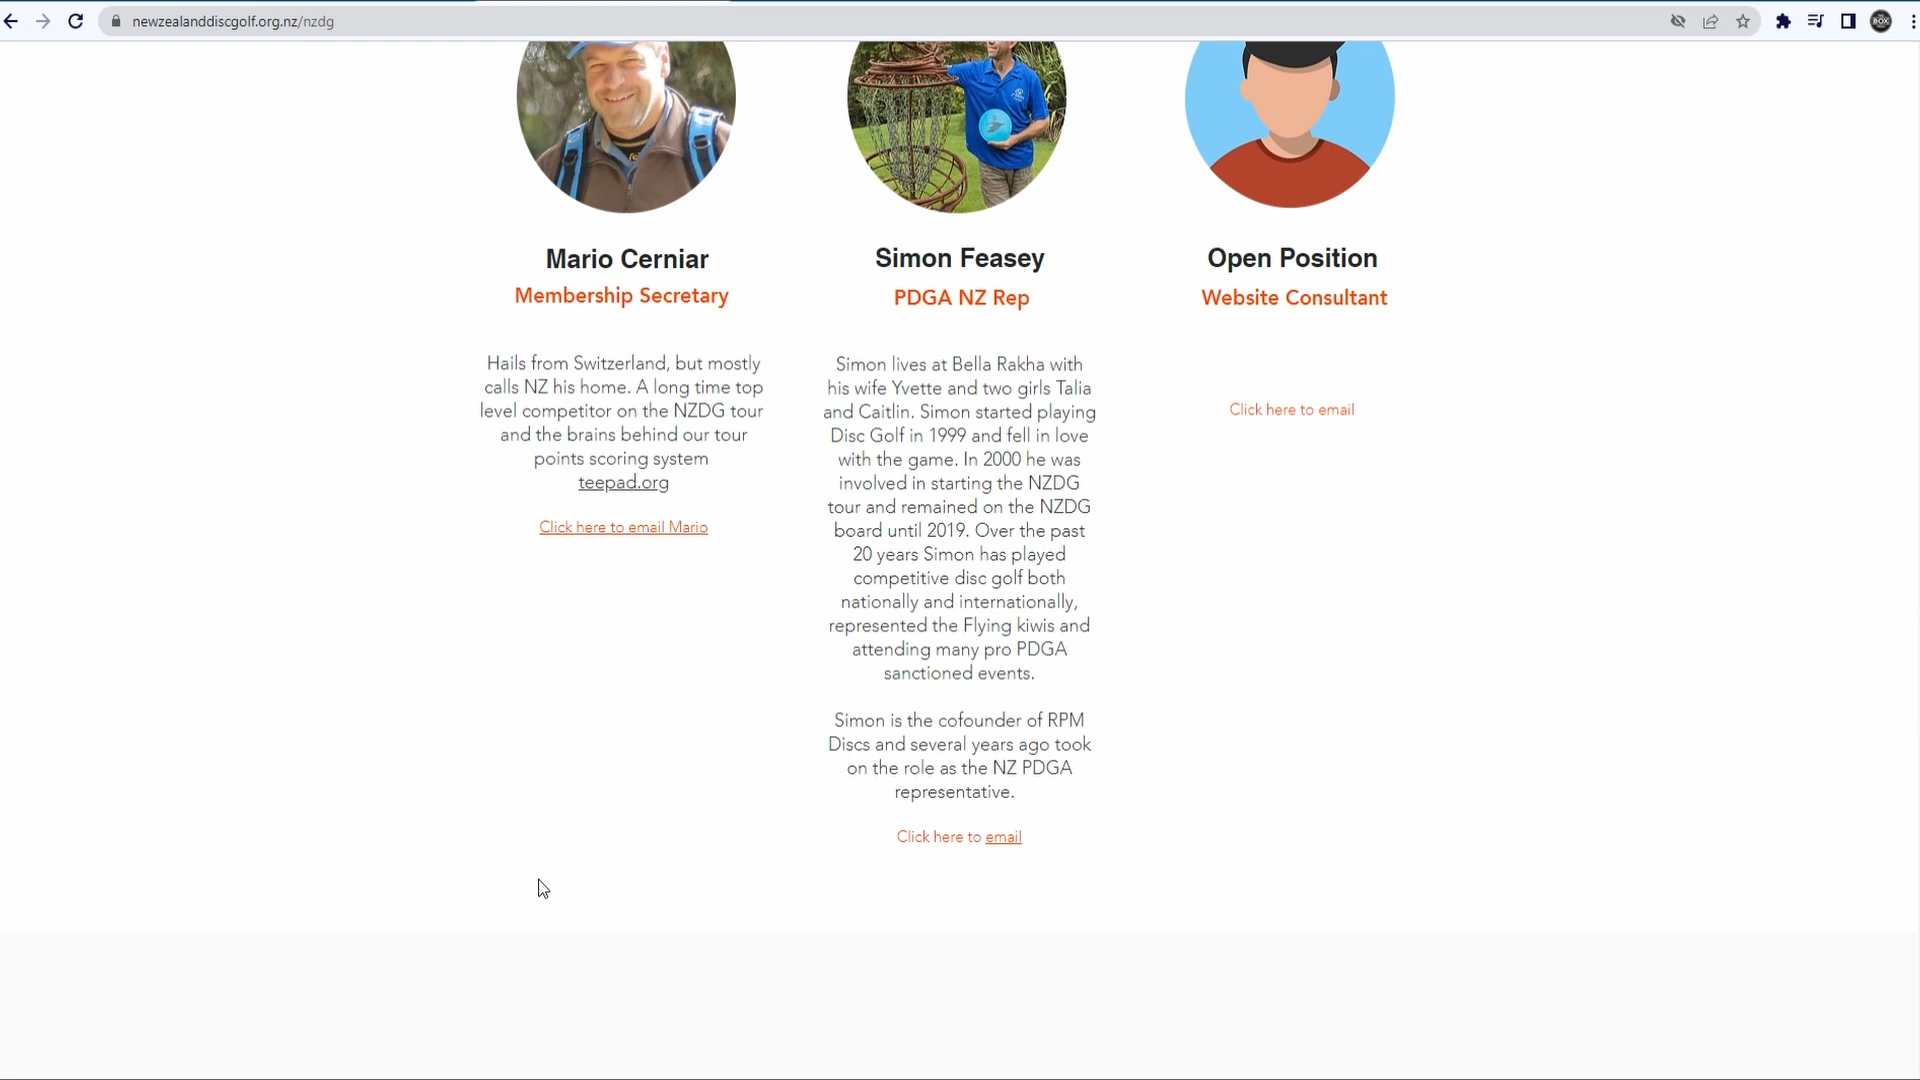 newzealanddiscgolf.org.nz/nzdg
Mario Cerniar
Membership Secretary
Hails from Switzerland, but mostly
calls NZ his home. A long time top
level competitor on the NZDG tour
and the brains behind our tour
points scoring system
teepad.org
Click here to email Mario
Simon Feasey
PDGA NZ Rep
Simon lives at Bella Rakha with
his wife Yvette and two girls Talia
and Caitlin. Simon started playing
Disc Golf in 1999 and fell in love
with the game. In 2000 he was
involved in starting the NZDG
tour and remained on the NZDG
board until 2019. Over the past
20 years Simon has played
competitive disc golf both
nationally and internationally,
represented the Flying kiwis and
attending many pro PDGA
sanctioned events.
Simon is the cofounder of RPM
Discs and several years ago took
on the role as the NZ PDGA
representative.
Click here to email
Open Position
Website Consultant
Click here to email